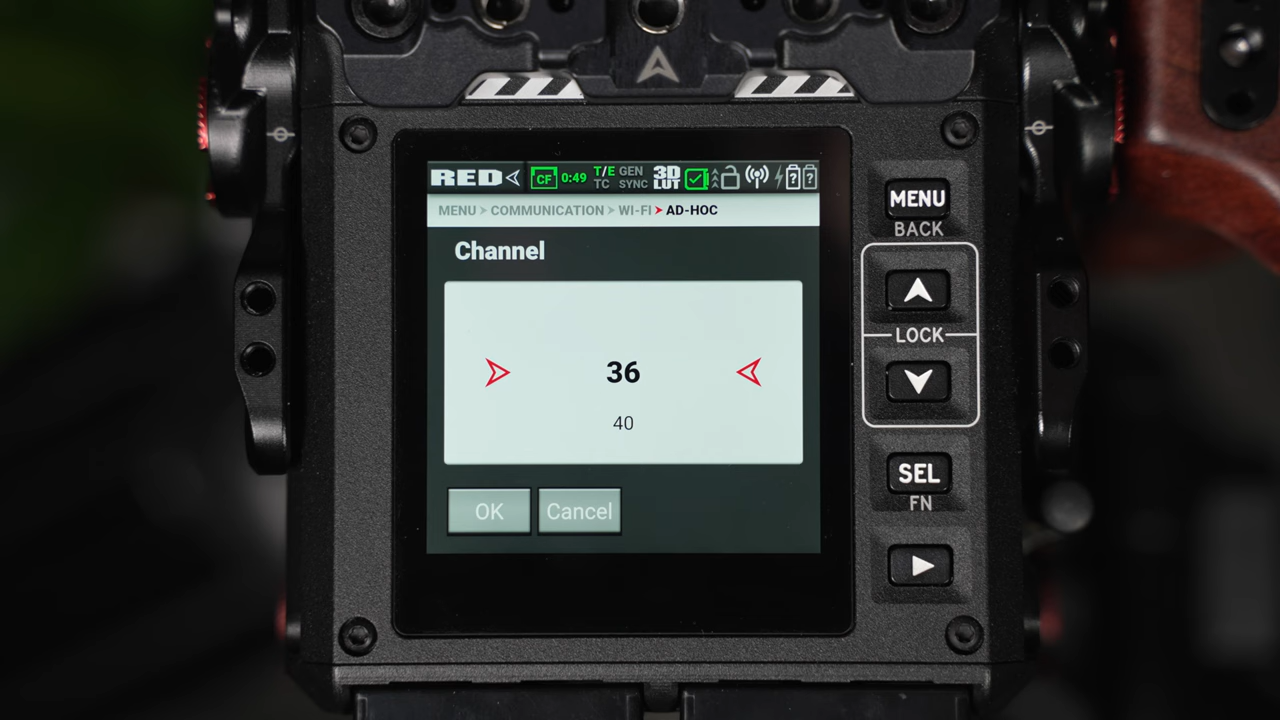 RED CF 0:49 T/E GEN 3D
TC SYNC LUT ? ?
MENU > COMMUNICATION > WI-FI > AD-HOC
Channel
36
40
OK Cancel
MENU
BACK
LOCK
SEL
FN